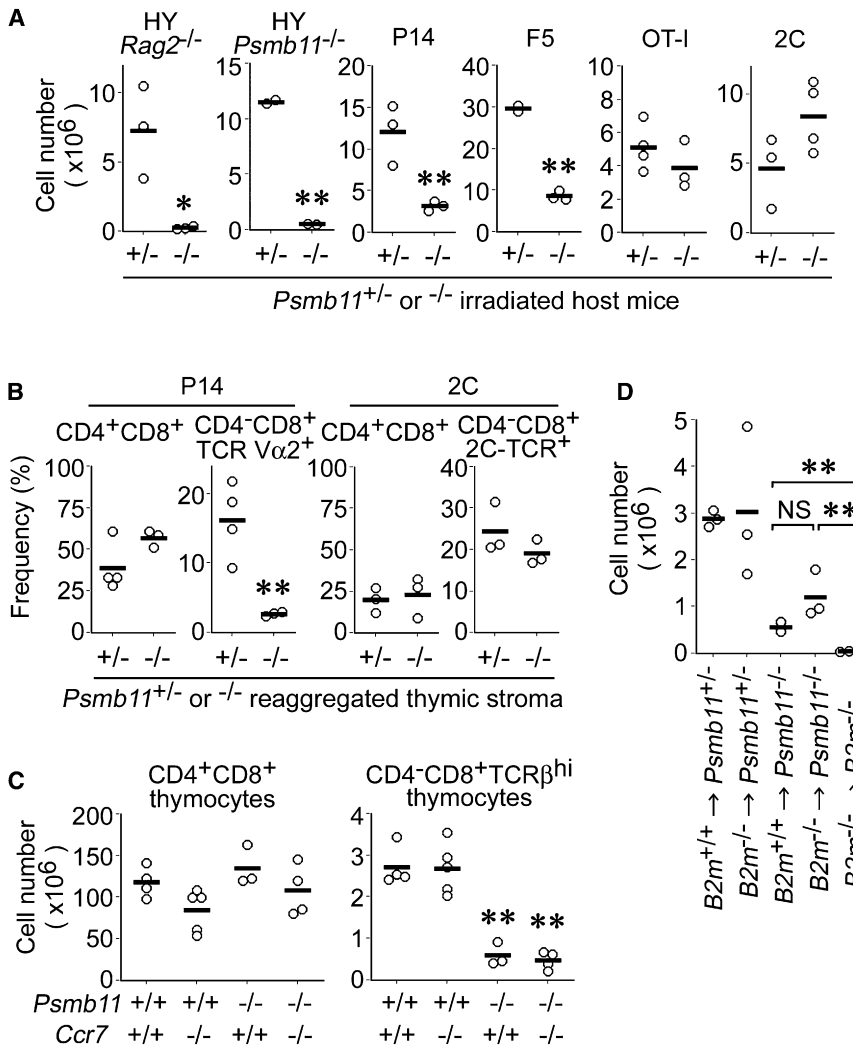 A
HY
Rag2-/-
HY
Psmb11-/-
P14
F5
OT-I
2C
Cell number
( x10⁶ )
10
5
0
15
10
5
0
20
15
10
5
0
40
30
20
10
0
10
8
6
4
2
0
10
5
0
*
**
**
**
+/- -/- +/- -/- +/- -/- +/- -/- +/- -/- +/- -/-
Psmb11+/- or -/- irradiated host mice
B
P14
2C
CD4+CD8+
CD4-CD8+
TCR Vα2+
CD4+CD8+
CD4-CD8+
2C-TCR+
Frequency (%)
100
75
50
25
0
20
10
0
100
75
50
25
0
40
30
20
10
0
**
+/- -/- +/- -/- +/- -/- +/- -/-
Psmb11+/- or -/- reaggregated thymic stroma
D
Cell number
( x10⁶ )
5
4
3
2
1
0
**
NS
**
B2m+/+ → Psmb11+/-
B2m-/- → Psmb11+/-
B2m+/+ → Psmb11-/-
B2m-/- → Psmb11-/-
B2m-/- → B2m-/-
C
CD4+CD8+
thymocytes
CD4-CD8+TCRβhi
thymocytes
Cell number
( x10⁶ )
200
150
100
50
0
4
3
2
1
0
**
**
Psmb11 +/+ +/+ -/- -/- +/+ +/+ -/- -/-
Ccr7 +/+ -/- +/+ -/- +/+ -/- +/+ -/-